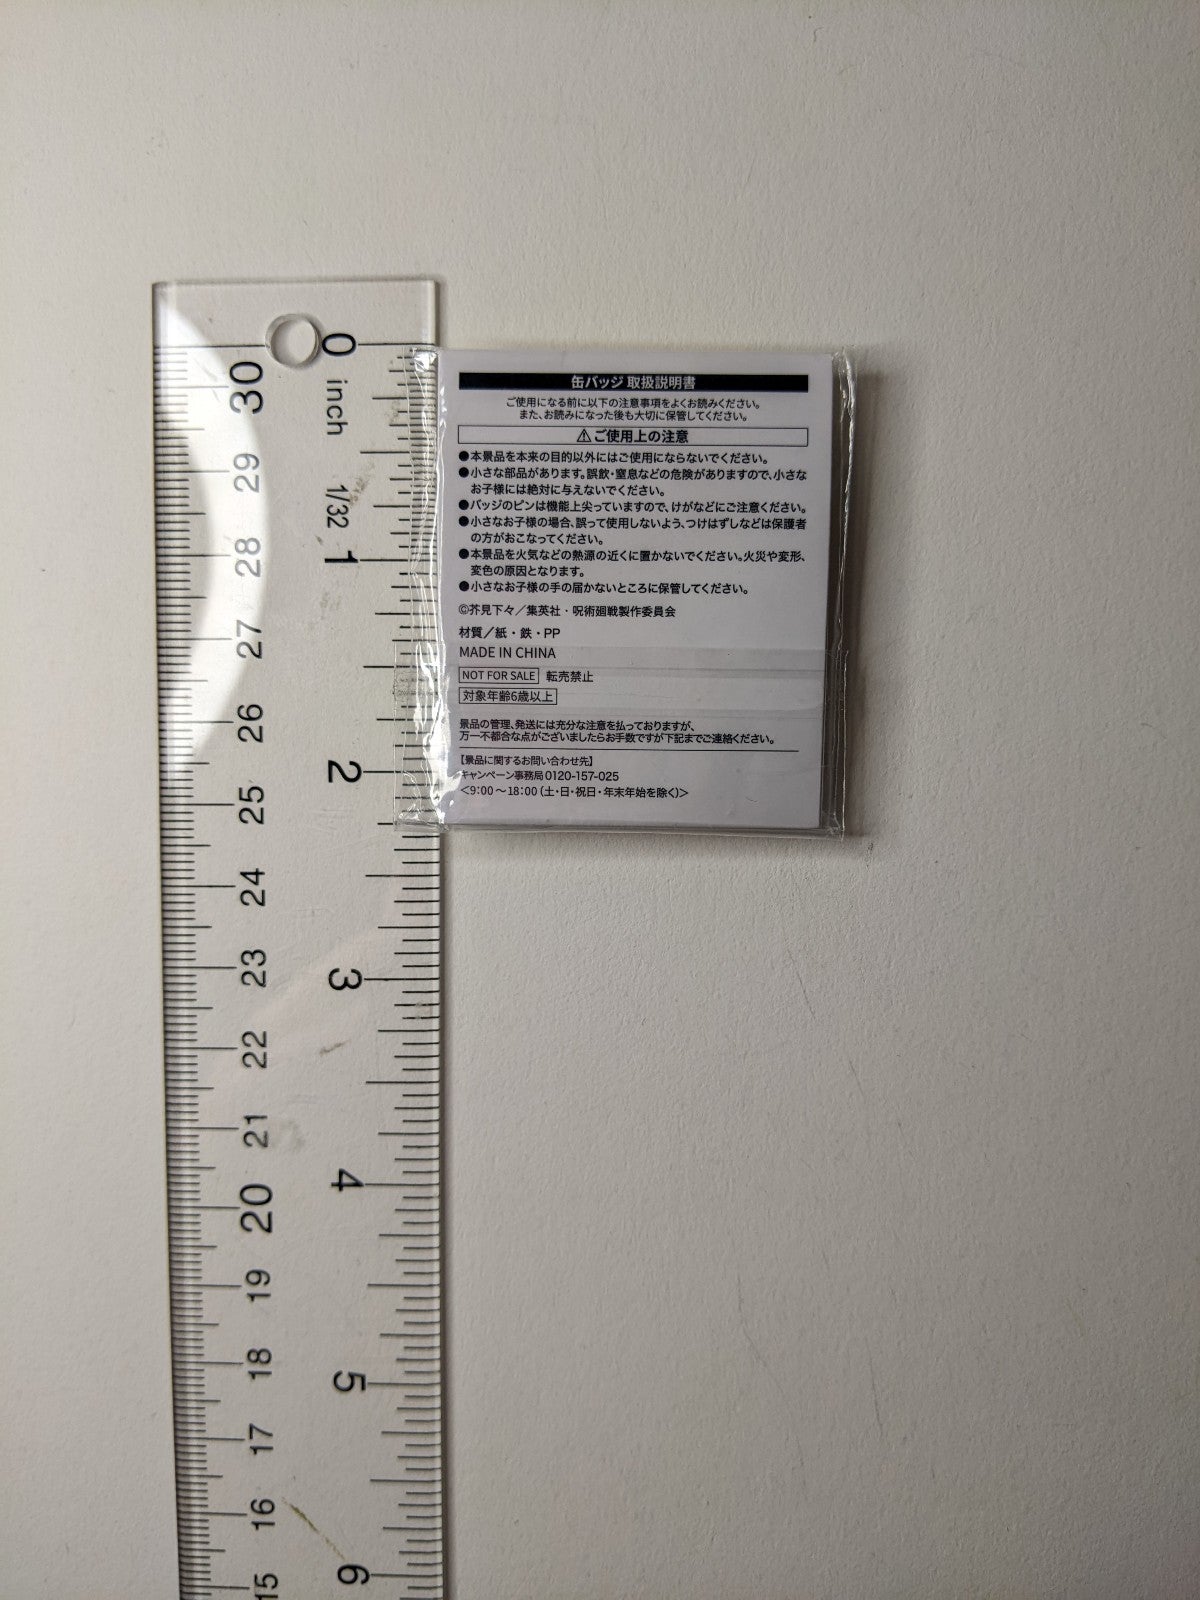 0
inch
1/32
1
2
3
4
5
6
30
29
28
27
26
25
24
23
22
21
20
19
18
17
16
15
缶バッジ 取扱説明書
ご使用になる前に以下の注意事項をよくお読みください。
また、お読みになった後も大切に保管してください。
⚠ご使用上の注意
●本景品を本来の目的以外にはご使用にならないでください。
●小さな部品があります。誤飲・窒息などの危険がありますので、小さな
お子様には絶対に与えないでください。
●バッジのピンは機能上尖っていますので、けがなどにご注意ください。
●小さなお子様の場合、誤って使用しないよう、つけはずしなどは保護者
の方がおこなってください。
●本景品を火気などの熱源の近くに置かないでください。火災や変形、
変色の原因となります。
●小さなお子様の手の届かないところに保管してください。
©芥見下々／集英社・呪術廻戦製作委員会
材質／紙・鉄・PP
MADE IN CHINA
NOT FOR SALE 転売禁止
対象年齢6歳以上
景品の管理、発送には充分な注意を払っておりますが、
万一不都合な点がございましたらお手数ですが下記までご連絡ください。
【景品に関するお問い合わせ先】
キャンペーン事務局 0120-157-025
＜9:00～18:00（土・日・祝日・年末年始を除く）＞